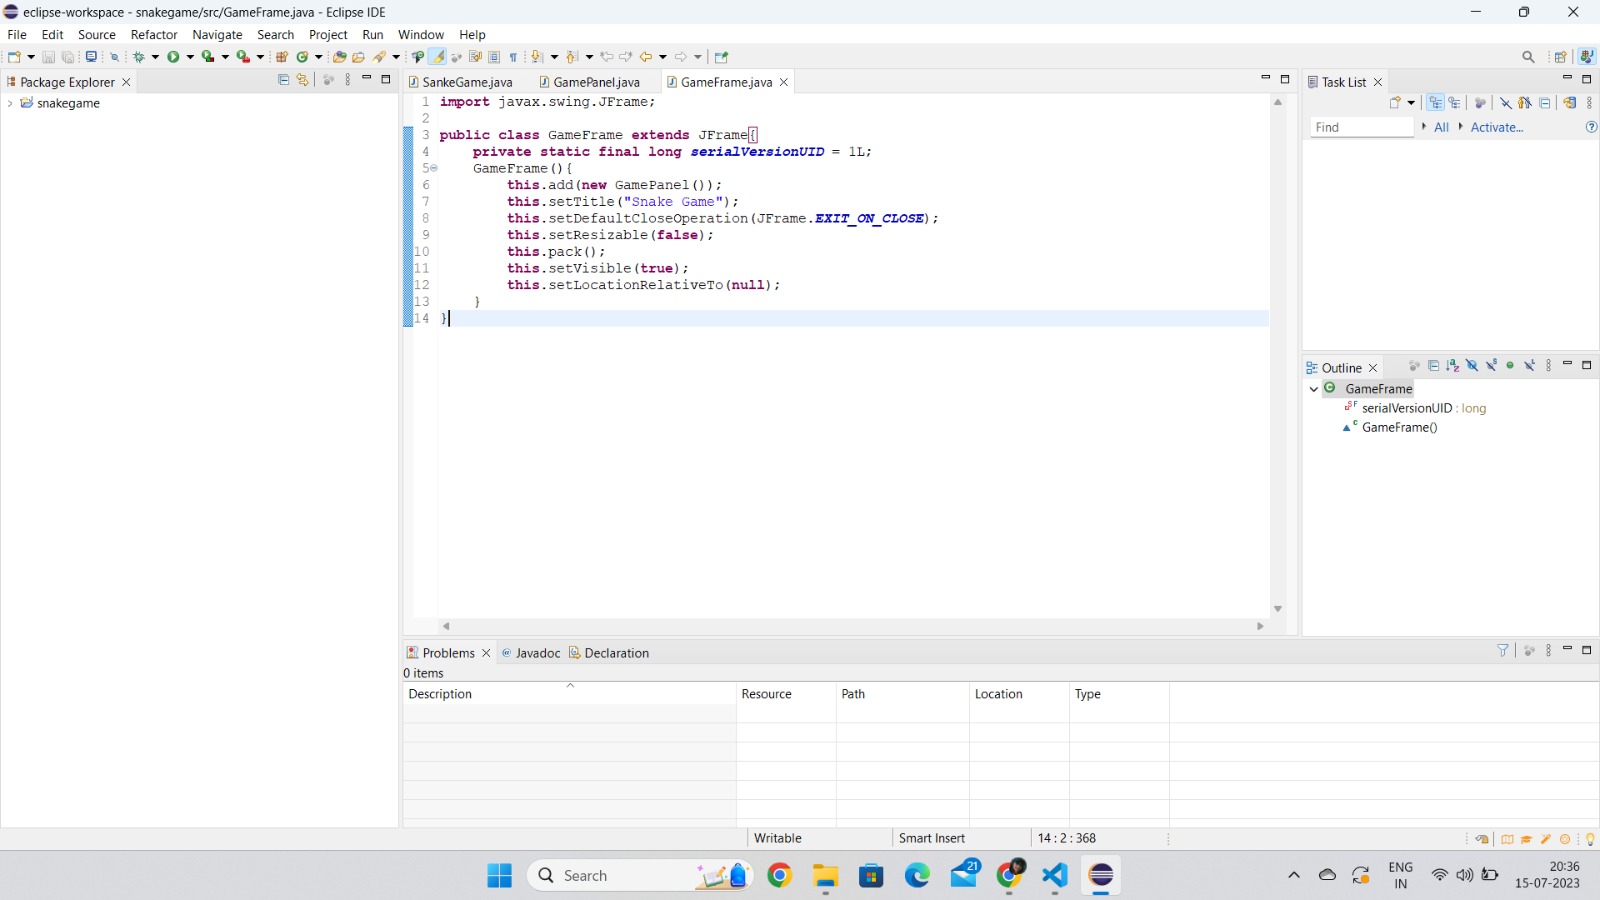 eclipse-workspace - snakegame/src/GameFrame.java - Eclipse IDE
File Edit Source Refactor Navigate Search Project Run Window Help
Package Explorer
snakegame
SankeGame.java GamePanel.java GameFrame.java
1 import javax.swing.JFrame;
2
3 public class GameFrame extends JFrame{
4 private static final long serialVersionUID = 1L;
5 GameFrame(){
6 this.add(new GamePanel());
7 this.setTitle("Snake Game");
8 this.setDefaultCloseOperation(JFrame.EXIT_ON_CLOSE);
9 this.setResizable(false);
10 this.pack();
11 this.setVisible(true);
12 this.setLocationRelativeTo(null);
13 }
14 }
Task List
Find All Activate...
Outline
GameFrame
serialVersionUID : long
GameFrame()
Problems Javadoc Declaration
0 items
Description Resource Path Location Type
Writable Smart Insert 14 : 2 : 368
Search 21 ENG 20:36
IN 15-07-2023